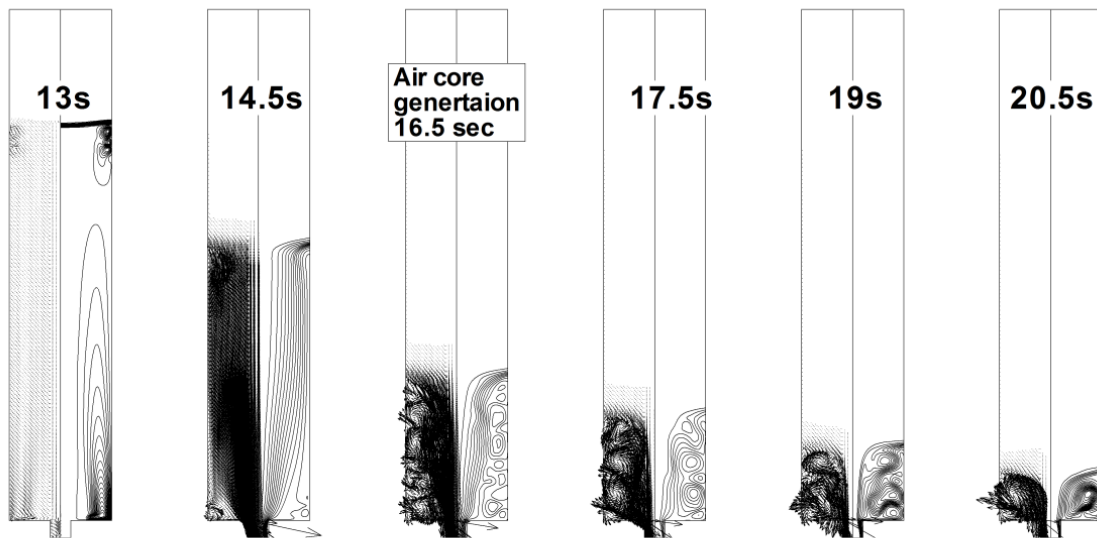 13s
14.5s
Air core
genertaion
16.5 sec
17.5s
19s
20.5s